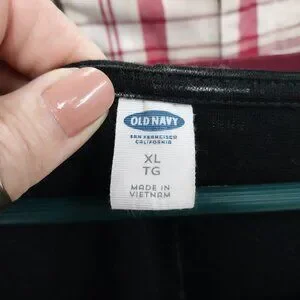 OLD NAVY
SAN FRANCISCO
CALIFORNIA
XL
TG
MADE IN
VIETNAM